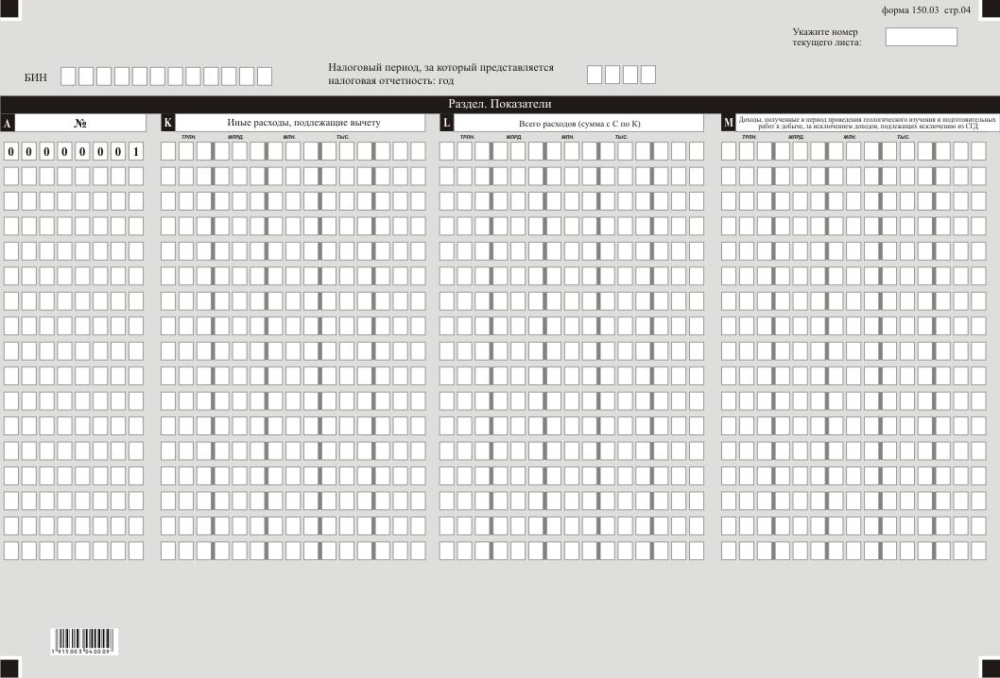 форма 150.03 стр.04
Укажите номер
текущего листа:
БИН
Налоговый период, за который представляется
налоговая отчетность: год
Раздел. Показатели
A № K Иные расходы, подлежащие вычету L Всего расходов (сумма с C по K) M Доходы, полученные в период проведения геологического изучения и подготовительных
работ к добыче, за исключением доходов, подлежащих исключению из СГД
ТРЛН. МЛРД. МЛН. ТЫС. ТРЛН. МЛРД. МЛН. ТЫС. ТРЛН. МЛРД. МЛН. ТЫС.
0 0 0 0 0 0 0 1
1 915003 040009